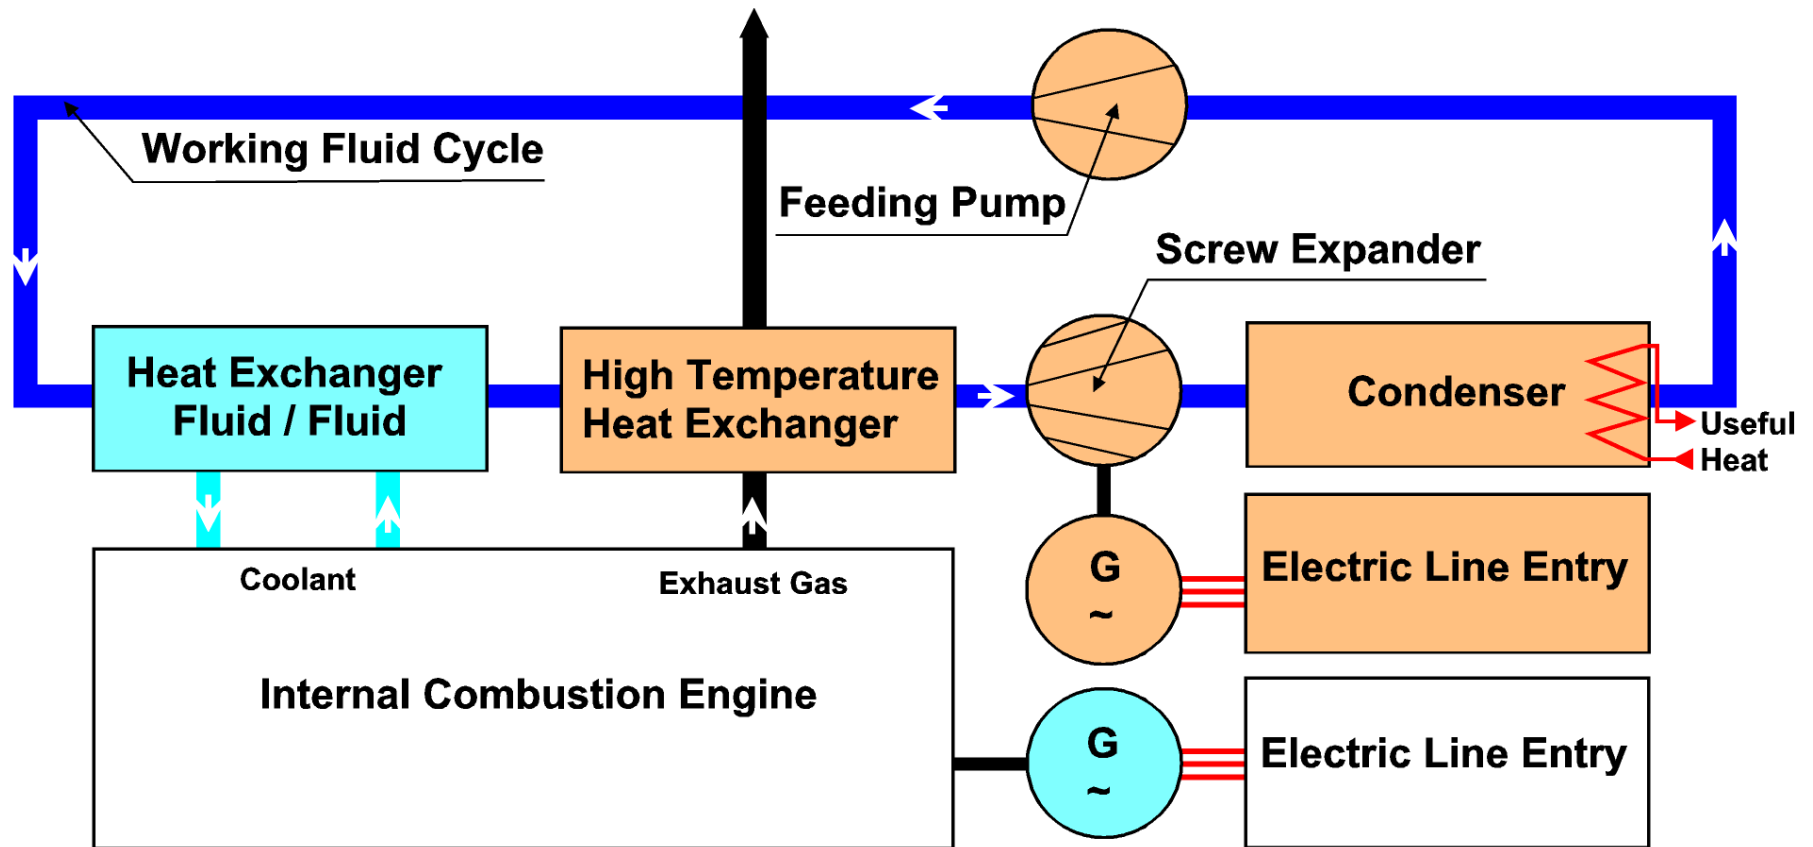 Working Fluid Cycle
Feeding Pump
Screw Expander
Heat Exchanger
Fluid / Fluid
High Temperature
Heat Exchanger
Condenser
Useful
Heat
Coolant
Exhaust Gas
G
~
Electric Line Entry
Internal Combustion Engine
G
~
Electric Line Entry